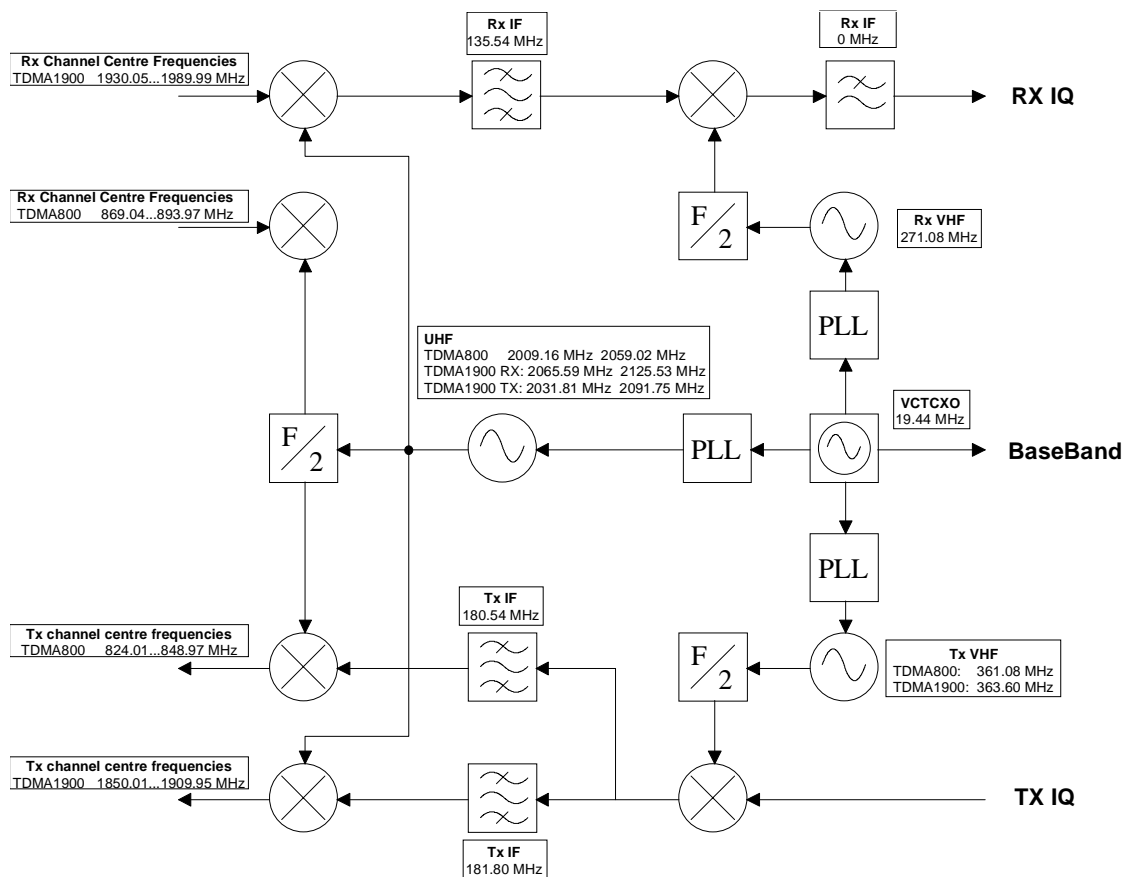 Rx IF
135.54 MHz
Rx IF
0 MHz
Rx Channel Centre Frequencies
TDMA1900 1930.05...1989.99 MHz
RX IQ
Rx Channel Centre Frequencies
TDMA800 869.04...893.97 MHz
F/2
Rx VHF
271.08 MHz
PLL
UHF
TDMA800 2009.16 MHz 2059.02 MHz
TDMA1900 RX: 2065.59 MHz 2125.53 MHz
TDMA1900 TX: 2031.81 MHz 2091.75 MHz
VCTCXO
19.44 MHz
F/2
PLL
BaseBand
PLL
Tx IF
180.54 MHz
Tx channel centre frequencies
TDMA800 824.01...848.97 MHz
F/2
Tx VHF
TDMA800: 361.08 MHz
TDMA1900: 363.60 MHz
Tx channel centre frequencies
TDMA1900 1850.01...1909.95 MHz
TX IQ
Tx IF
181.80 MHz